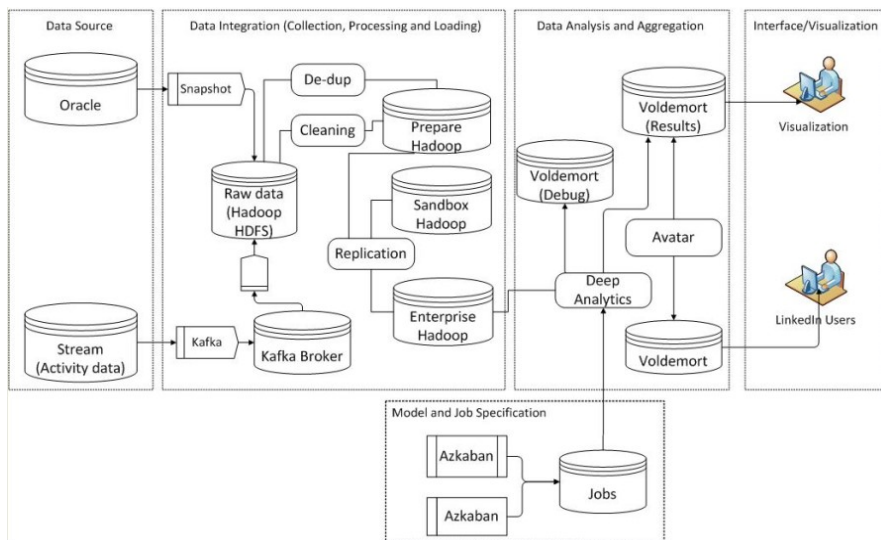 Data Source
Data Integration (Collection, Processing and Loading)
Data Analysis and Aggregation
Interface/Visualization
Oracle
Snapshot
De-dup
Cleaning
Prepare
Hadoop
Raw data
(Hadoop
HDFS)
Sandbox
Hadoop
Replication
Enterprise
Hadoop
Stream
(Activity data)
Kafka
Kafka Broker
Voldemort
(Results)
Voldemort
(Debug)
Avatar
Deep
Analytics
Voldemort
Visualization
LinkedIn Users
Model and Job Specification
Azkaban
Azkaban
Jobs